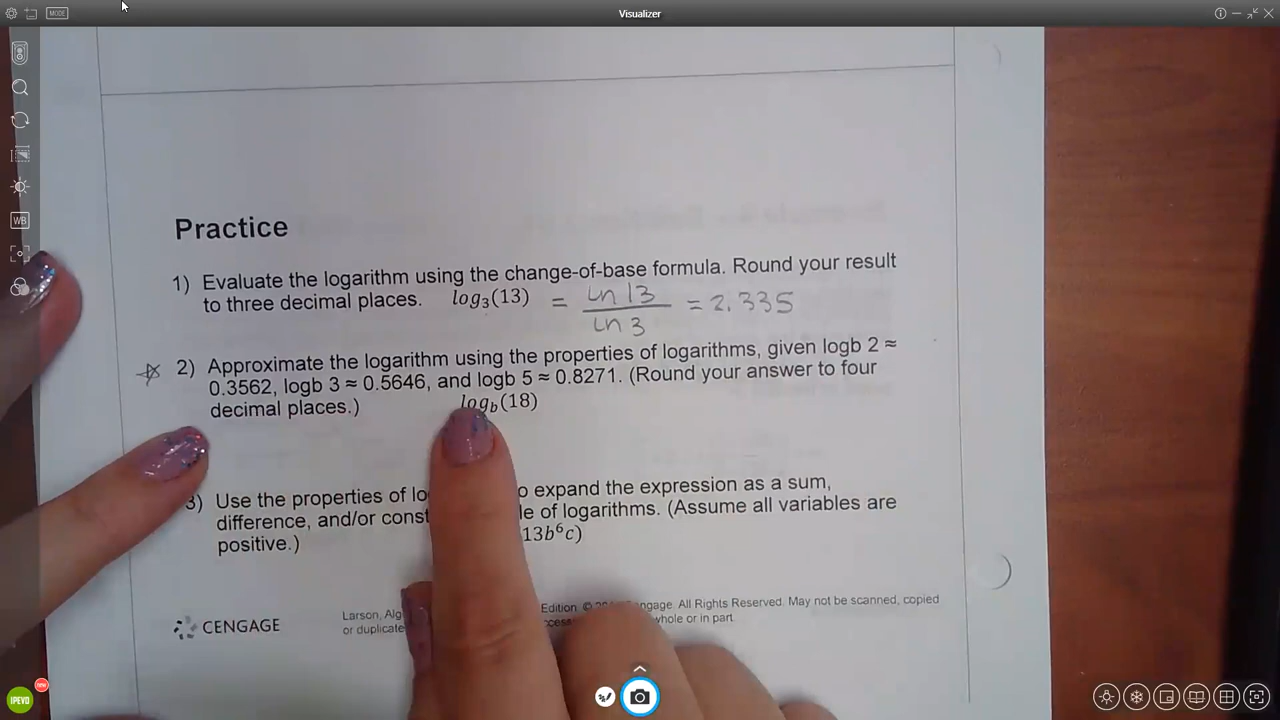 MODE
Visualizer
WB
Practice
1) Evaluate the logarithm using the change-of-base formula. Round your result
to three decimal places. log₃(13) = ln 13 / ln 3 = 2.335
2) Approximate the logarithm using the properties of logarithms, given logb 2 ≈
0.3562, logb 3 ≈ 0.5646, and logb 5 ≈ 0.8271. (Round your answer to four
decimal places.) log_b(18)
3) Use the properties of lo o expand the expression as a sum,
difference, and/or const le of logarithms. (Assume all variables are
positive.) 13b⁶c)
CENGAGE
Larson, Alg Edition. © ngage. All Rights Reserved. May not be scanned, copied
or duplicate whole or in part.
IPEVO
new